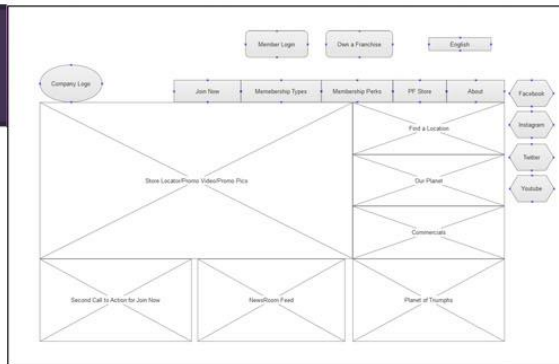 Member Login
Own a Franchise
English
Company Logo
Join Now
Memebership Types
Membership Perks
PF Store
About
Facebook
Instagram
Twitter
Youtube
Find a Location
Store Locator/Promo Video/Promo Pics
Our Planet
Commercials
Second Call to Action for Join Now
NewsRoom Feed
Planet of Triumphs